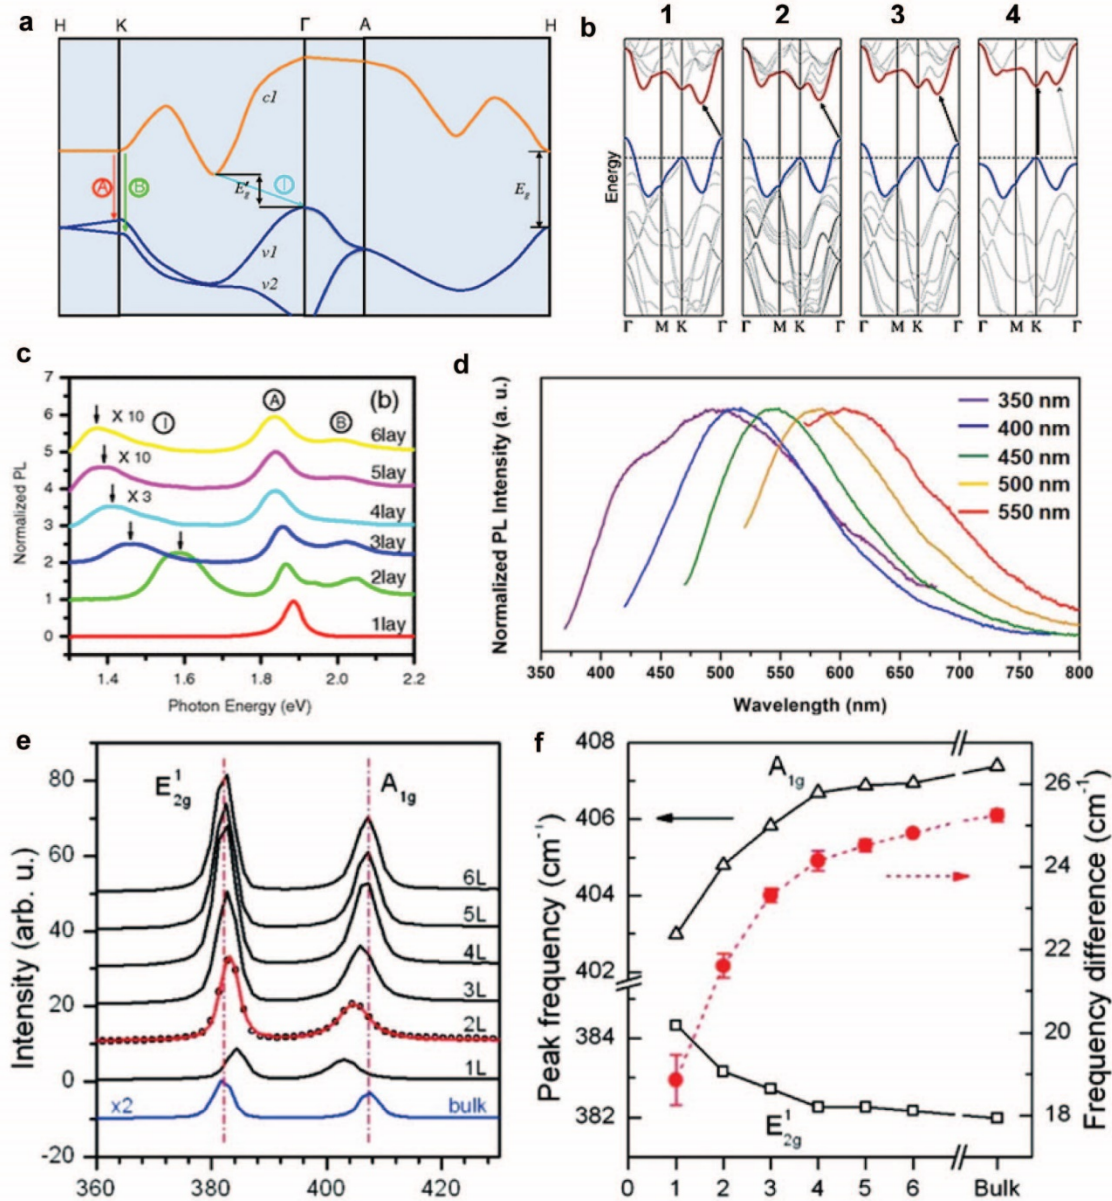 a
H K Γ A H
c1
A B E'g I Eg
v1
v2
b
1 2 3 4
Energy
Γ M K Γ Γ M K Γ Γ M K Γ Γ M K Γ
c
7
6
5
4
3
2
1
0
Normalized PL
(b)
X 10 I A B 6lay
X 10 5lay
X 3 4lay
3lay
2lay
1lay
1.4 1.6 1.8 2.0 2.2
Photon Energy (eV)
d
Normalized PL Intensity (a. u.)
350 nm
400 nm
450 nm
500 nm
550 nm
350 400 450 500 550 600 650 700 750 800
Wavelength (nm)
e
Intensity (arb. u.)
80
60
40
20
0
-20
E¹2g A1g
6L
5L
4L
3L
2L
1L
x2 bulk
360 380 400 420
f
408
406
404
402
384
382
Peak frequency (cm⁻¹)
A1g
E¹2g
26
24
22
20
18
Frequency difference (cm⁻¹)
0 1 2 3 4 5 6 Bulk